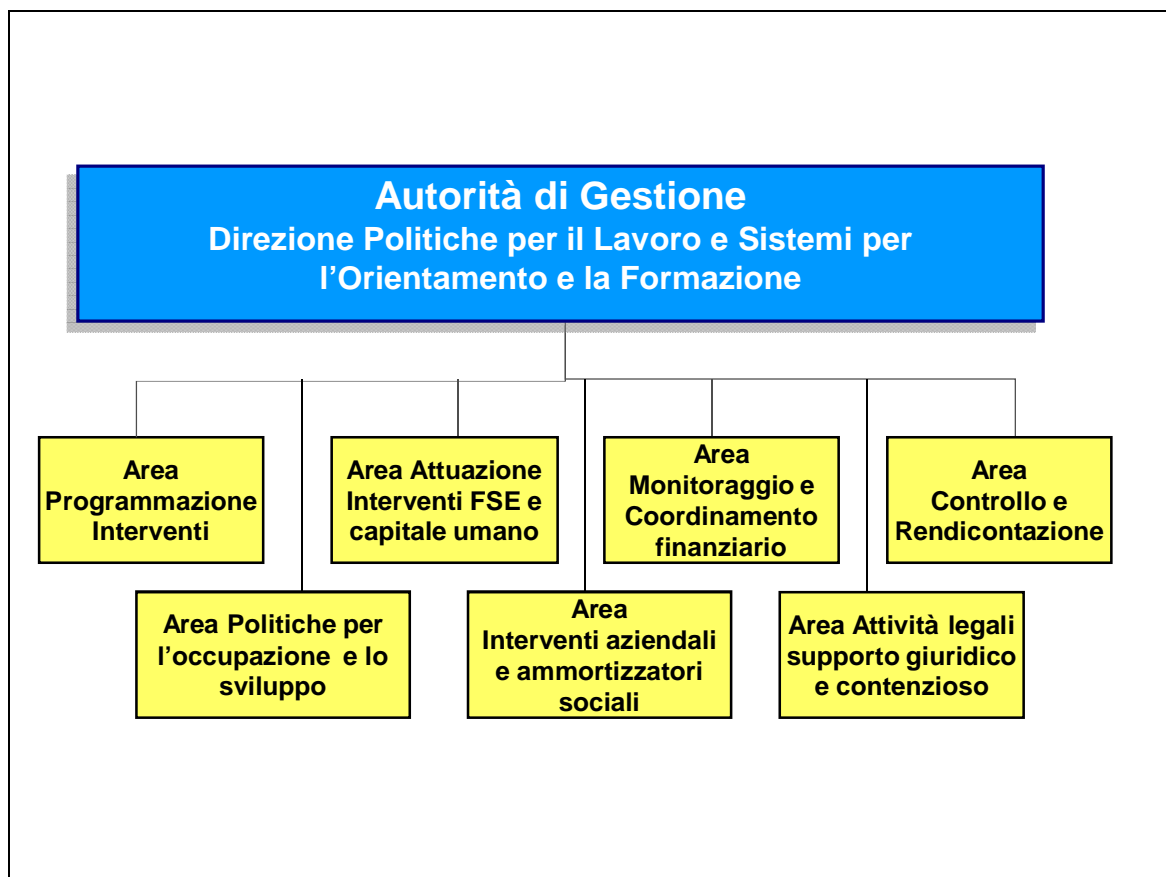 Autorità di Gestione
Direzione Politiche per il Lavoro e Sistemi per
l’Orientamento e la Formazione
Area
Programmazione
Interventi
Area Attuazione
Interventi FSE e
capitale umano
Area
Monitoraggio e
Coordinamento
finanziario
Area
Controllo e
Rendicontazione
Area Politiche per
l’occupazione e lo
sviluppo
Area
Interventi aziendali
e ammortizzatori
sociali
Area Attività legali
supporto giuridico
e contenzioso